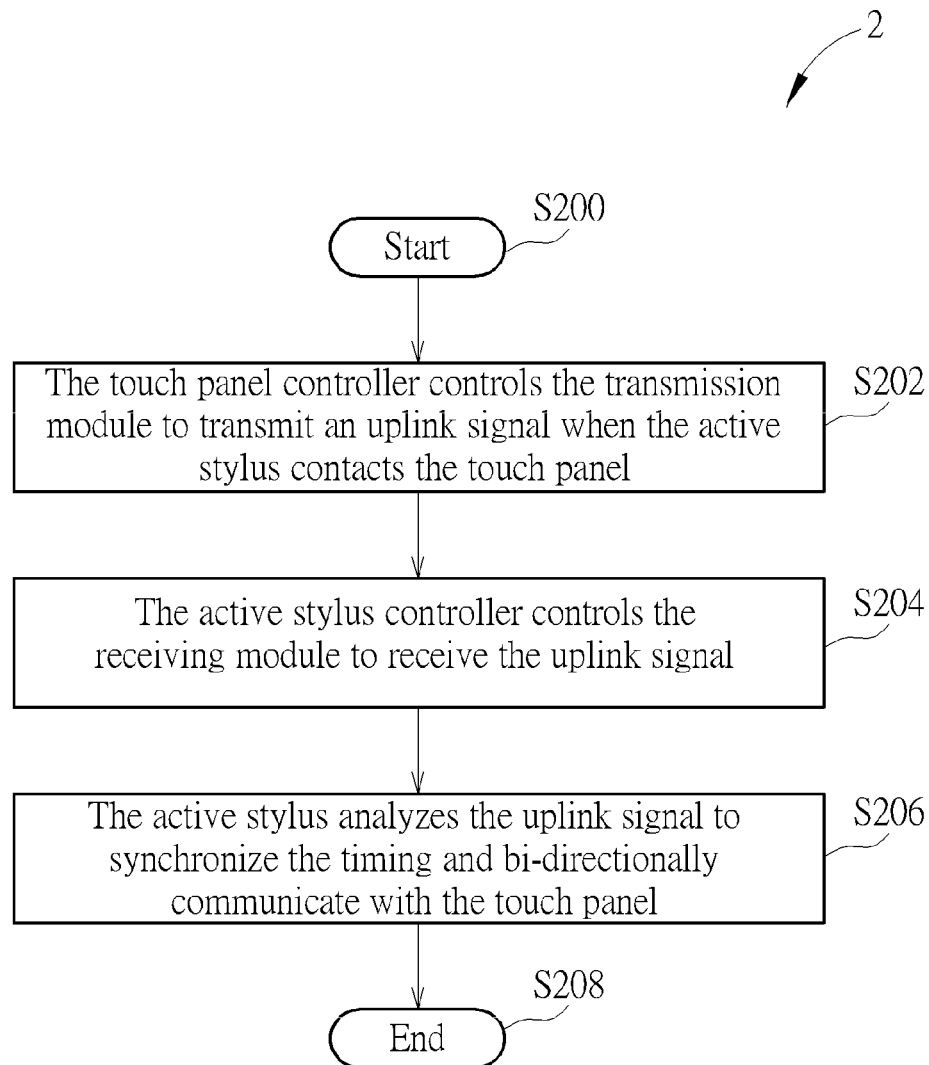 2
S200
Start
S202
The touch panel controller controls the transmission
module to transmit an uplink signal when the active
stylus contacts the touch panel
S204
The active stylus controller controls the
receiving module to receive the uplink signal
S206
The active stylus analyzes the uplink signal to
synchronize the timing and bi-directionally
communicate with the touch panel
S208
End